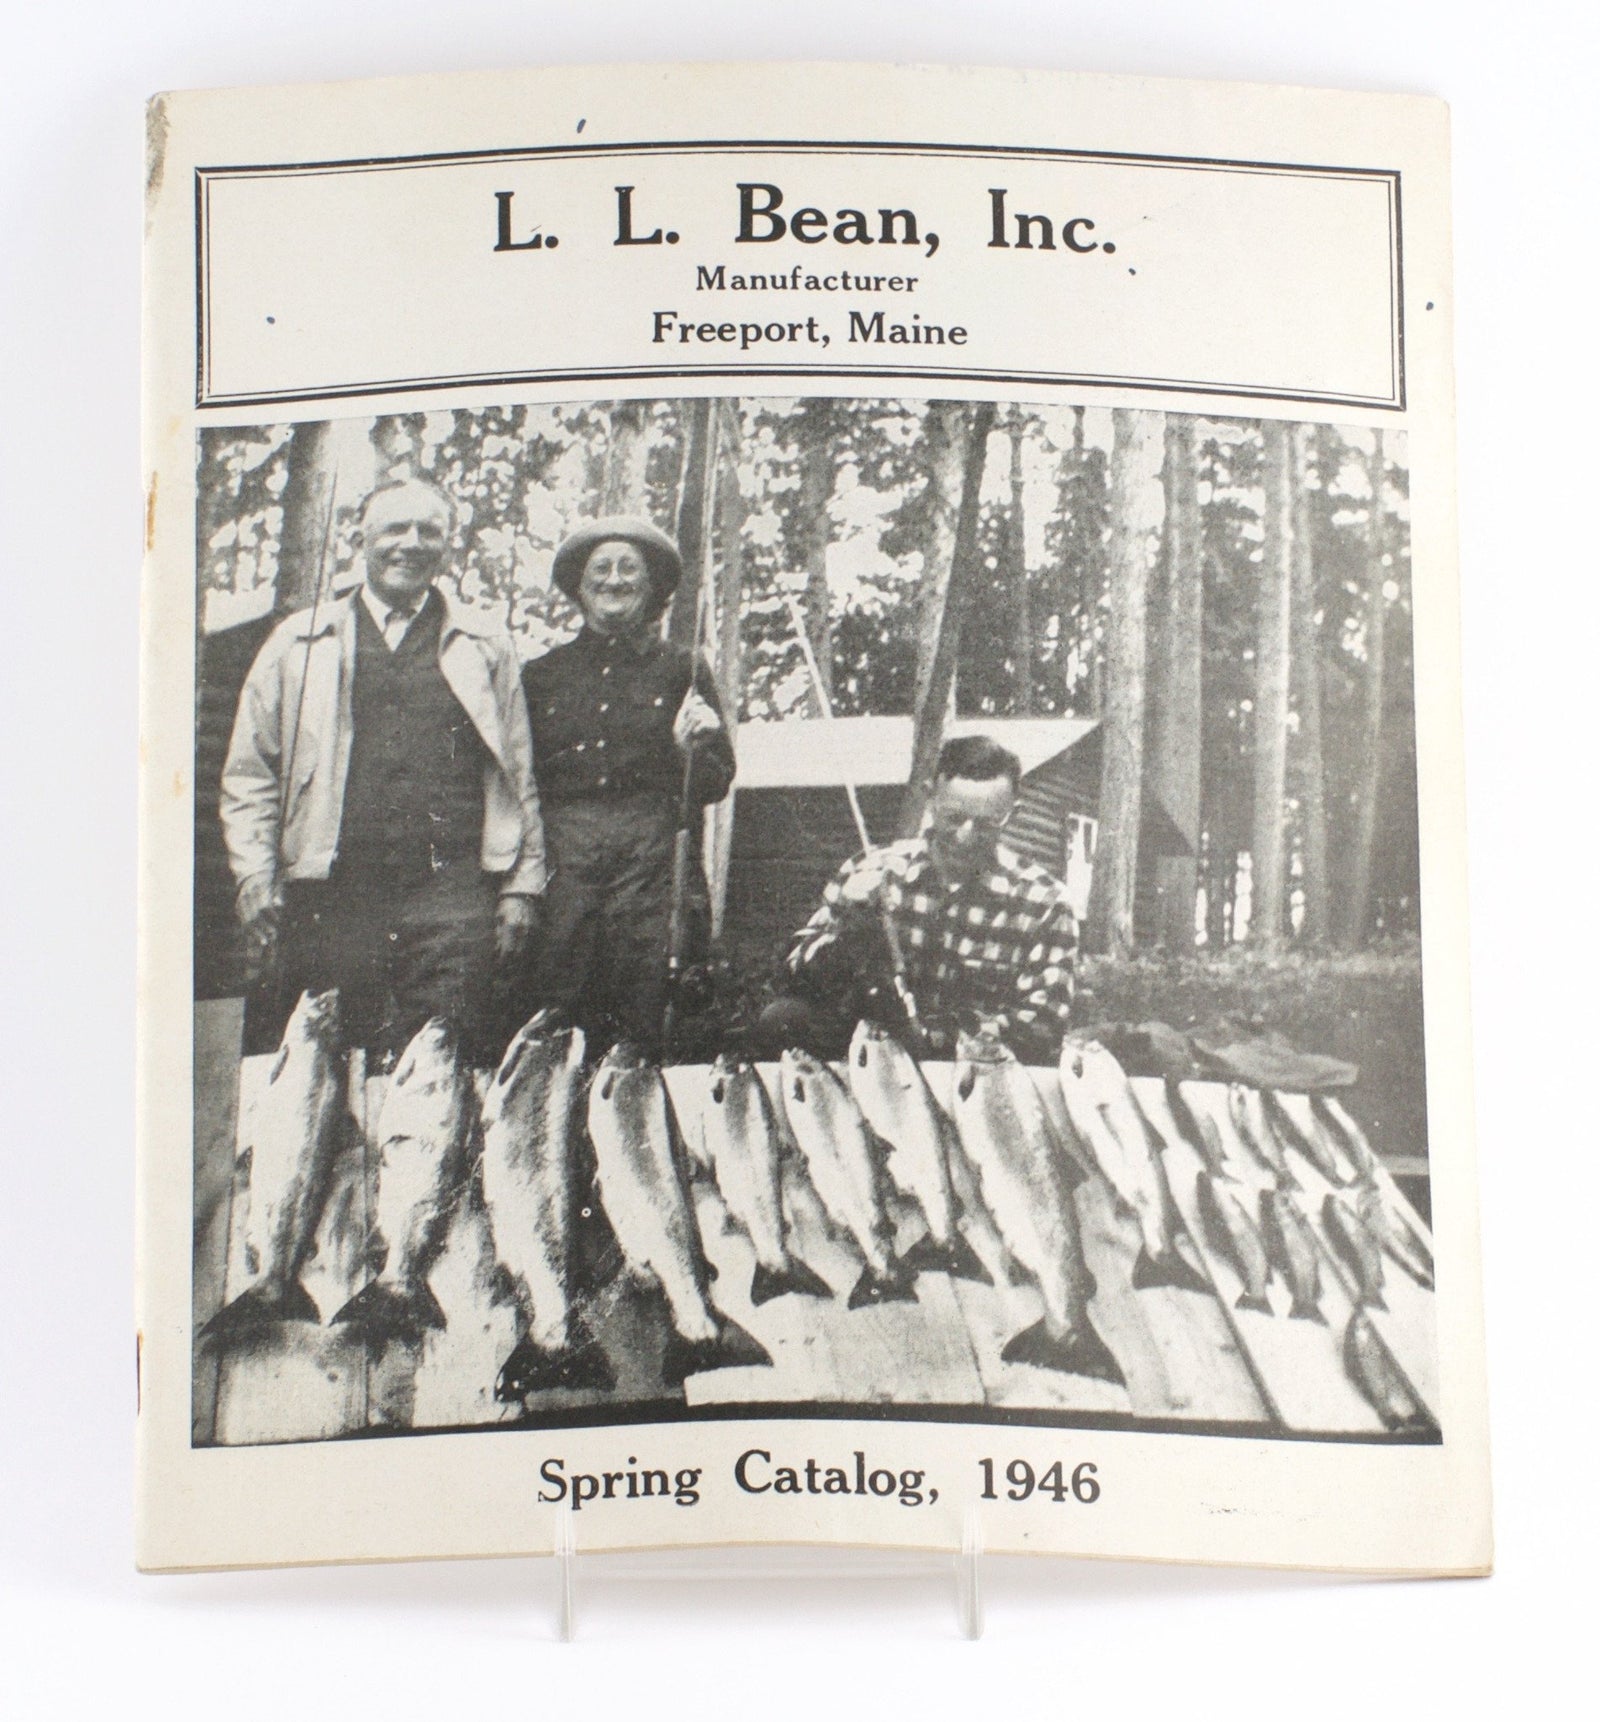 L. L. Bean, Inc.
Manufacturer
Freeport, Maine
Spring Catalog, 1946